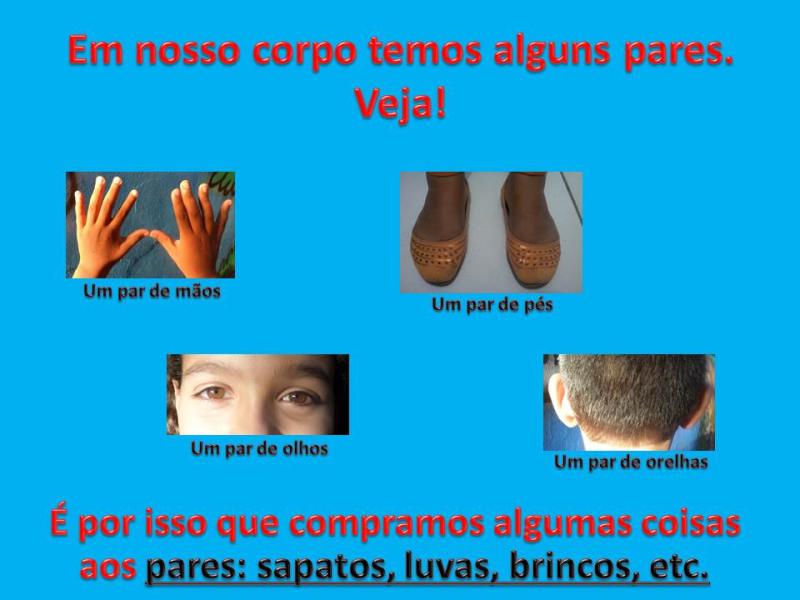 Em nosso corpo temos alguns pares.
Veja!
Um par de mãos
Um par de pés
Um par de olhos
Um par de orelhas
É por isso que compramos algumas coisas
aos pares: sapatos, luvas, brincos, etc.